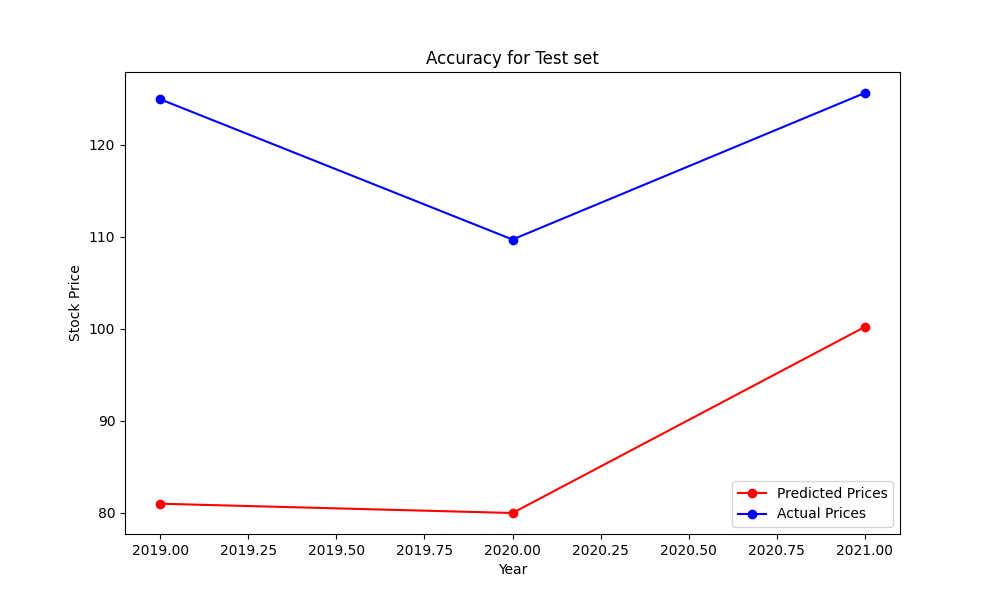 Accuracy for Test set
120
110
100
90
80
Stock Price
2019.00 2019.25 2019.50 2019.75 2020.00 2020.25 2020.50 2020.75 2021.00
Year
Predicted Prices
Actual Prices